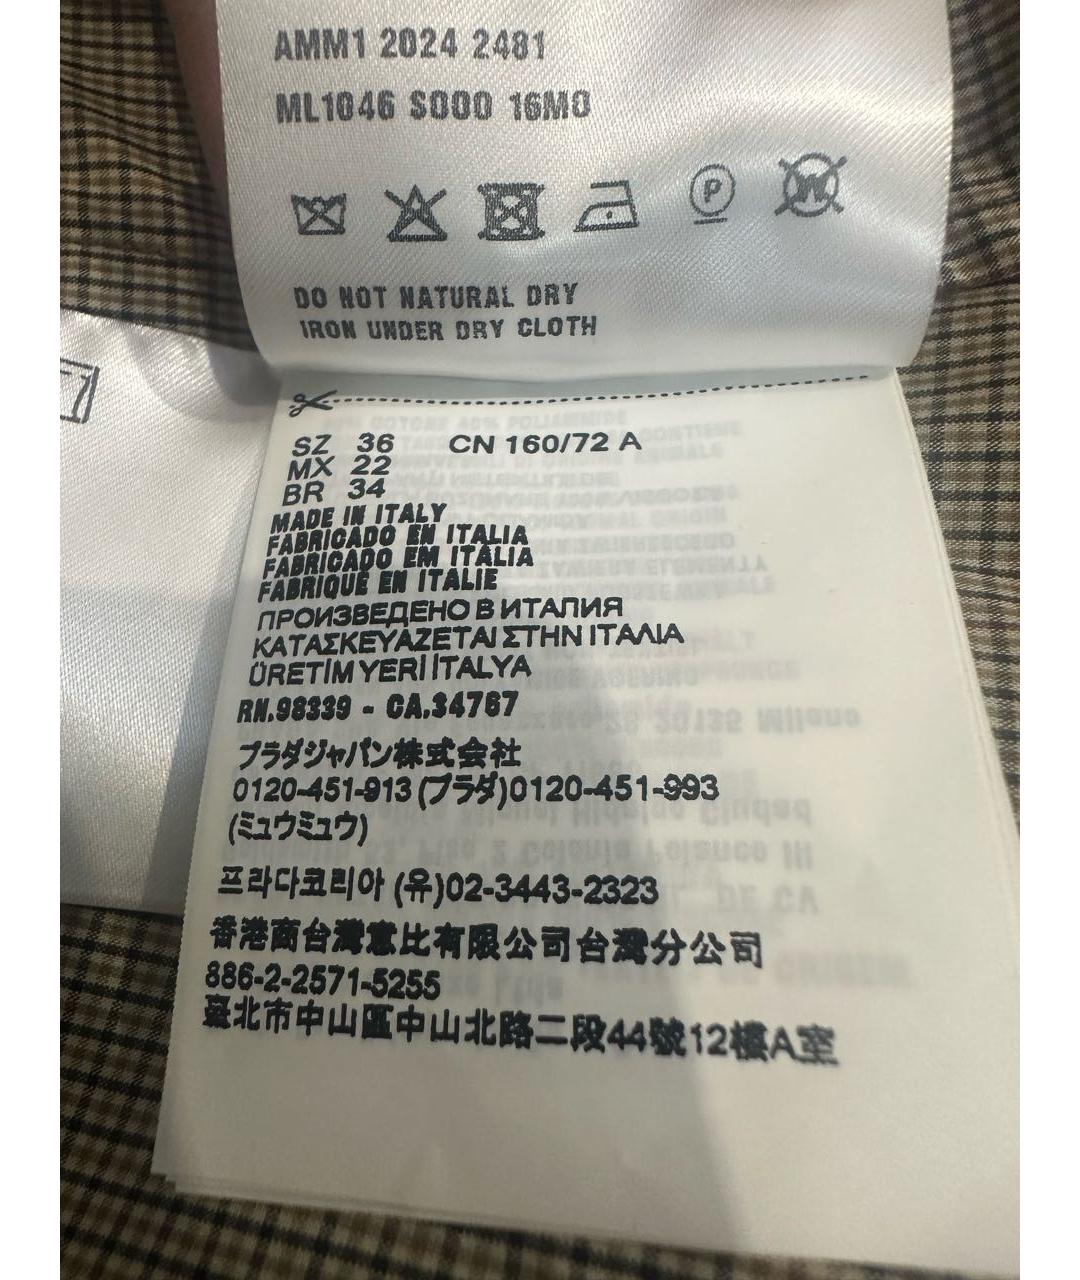 AMM1 2024 2481
ML1046 S000 16M0
P
W
DO NOT NATURAL DRY
IRON UNDER DRY CLOTH
SZ 36 CN 160/72 A
MX 22
BR 34
MADE IN ITALY
FABRICADO EN ITALIA
FABRICADO EM ITÁLIA
FABRIQUÉ EN ITALIE
ПРОИЗВЕДЕНО В ИТАЛИЯ
ΚΑΤΑΣΚΕΥΑΖΕΤΑΙ ΣΤΗΝ ΙΤΑΛΙΑ
ÜRETİM YERİ İTALYA
RN.98339 - CA.34767
プラダジャパン株式会社
0120-451-913 (プラダ)0120-451-993
(ミュウミュウ)
프라다코리아 (유)02-3443-2323
香港商台灣意比有限公司台灣分公司
886-2-2571-5255
臺北市中山區中山北路二段44號12樓A室